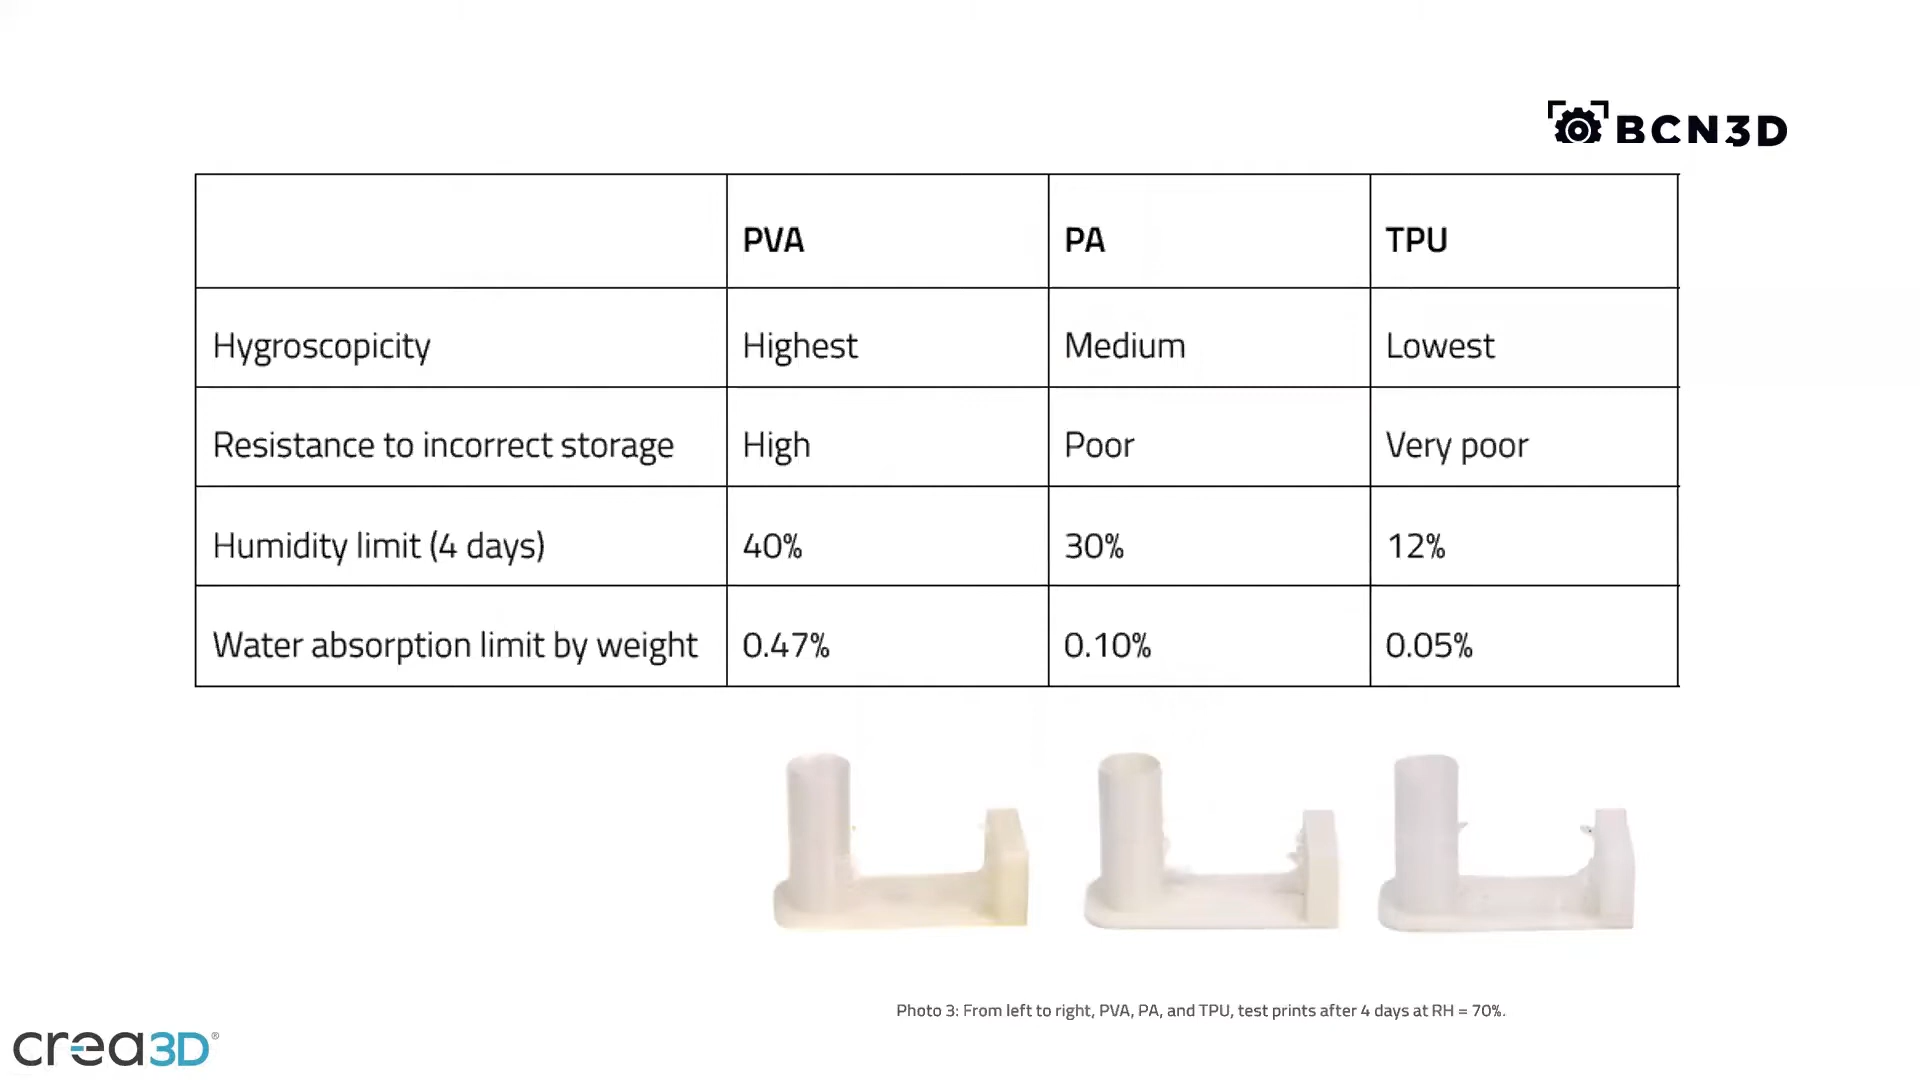 BCN3D
PVA PA TPU
Hygroscopicity Highest Medium Lowest
Resistance to incorrect storage High Poor Very poor
Humidity limit (4 days) 40% 30% 12%
Water absorption limit by weight 0.47% 0.10% 0.05%
Photo 3: From left to right, PVA, PA, and TPU, test prints after 4 days at RH = 70%.
crea3D®